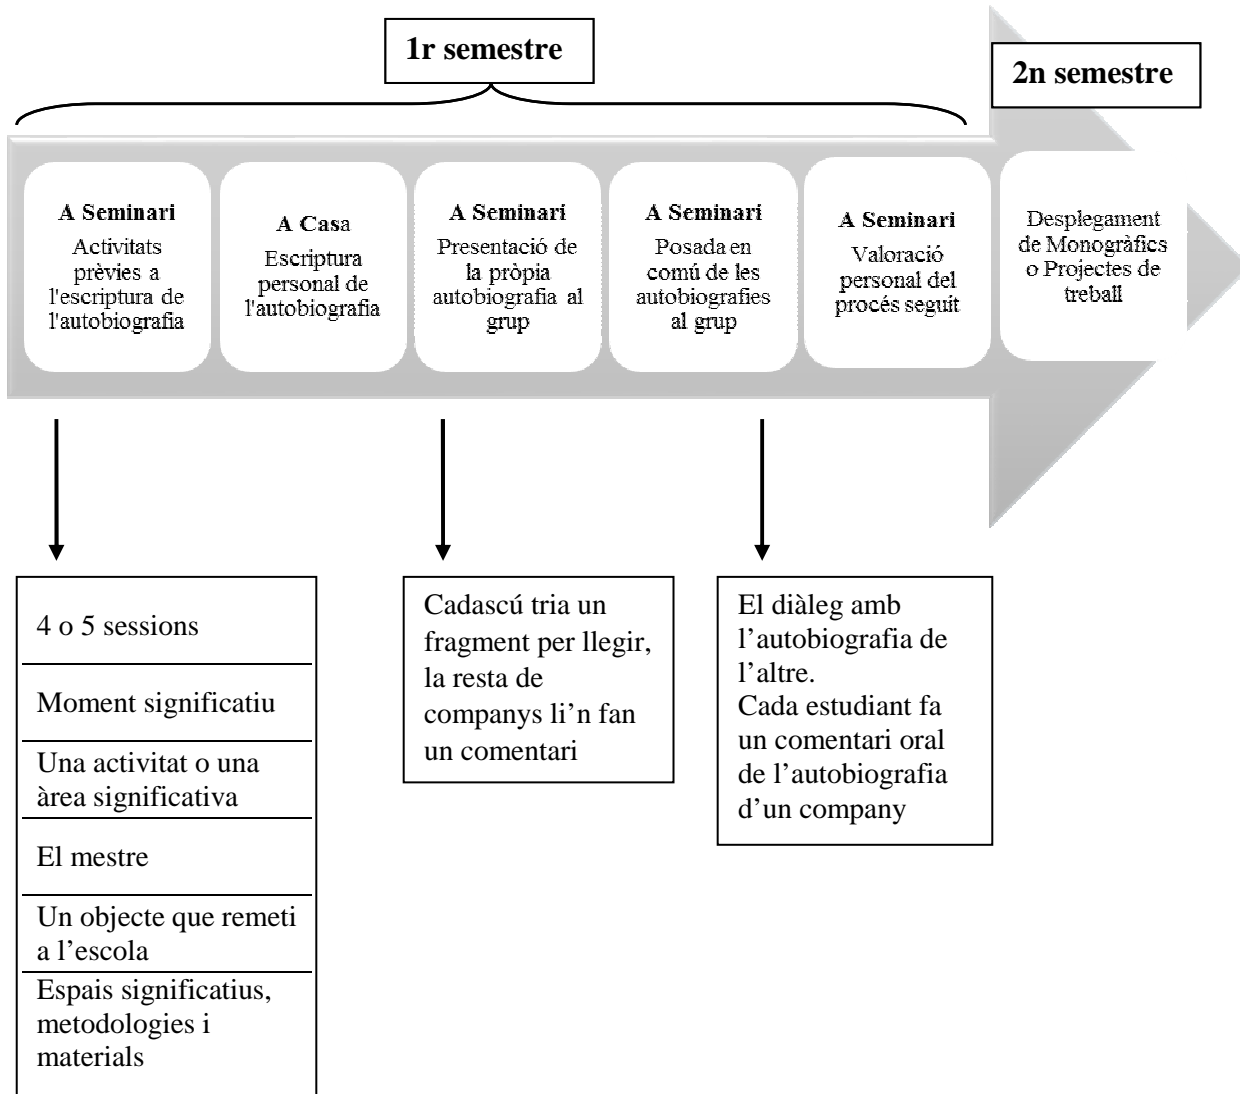 1r semestre
2n semestre
A Seminari
Activitats
prèvies a
l'escriptura de
l'autobiografia
A Casa
Escriptura
personal de
l'autobiografia
A Seminari
Presentació de
la pròpia
autobiografia al
grup
A Seminari
Posada en
comú de les
autobiografies
al grup
A Seminari
Valoració
personal del
procés seguit
Desplegament
de Monogràfics
o Projectes de
treball
4 o 5 sessions
Moment significatiu
Una activitat o una
àrea significativa
El mestre
Un objecte que remeti
a l’escola
Espais significatius,
metodologies i
materials
Cadascú tria un
fragment per llegir,
la resta de
companys li’n fan
un comentari
El diàleg amb
l’autobiografia de
l’altre.
Cada estudiant fa
un comentari oral
de l’autobiografia
d’un company